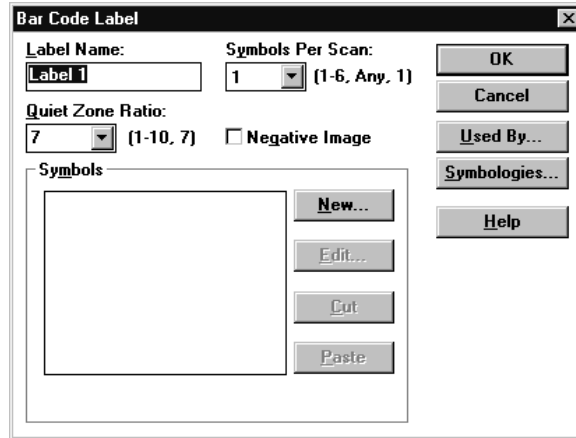 Bar Code Label
Label Name:
Label 1
Symbols Per Scan:
1 (1-6, Any, 1)
Quiet Zone Ratio:
7 (1-10, 7)
Negative Image
Symbols
New...
Edit...
Cut
Paste
OK
Cancel
Used By...
Symbologies...
Help